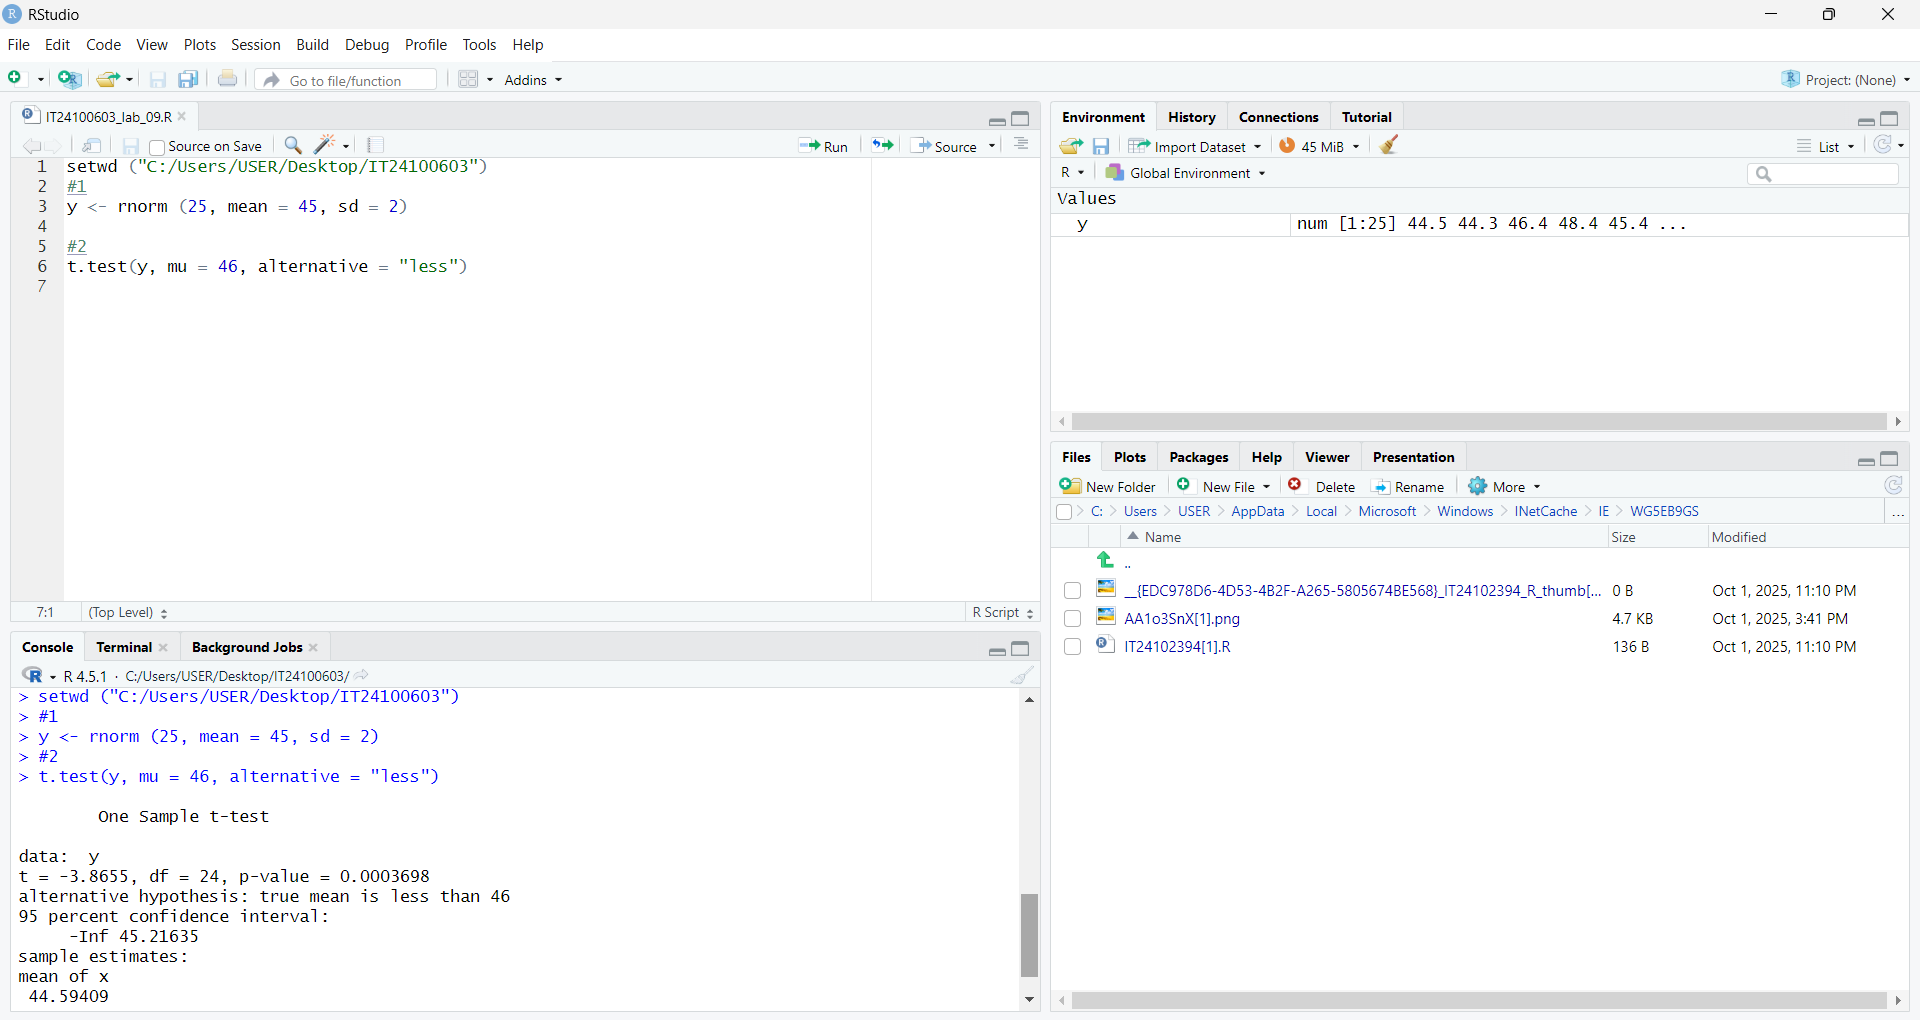 RStudio
File Edit Code View Plots Session Build Debug Profile Tools Help
Go to file/function Addins Project: (None)
IT24100603_lab_09.R
Source on Save Run Source
1 setwd ("C:/Users/USER/Desktop/IT24100603")
2 #1
3 y <- rnorm (25, mean = 45, sd = 2)
4
5 #2
6 t.test(y, mu = 46, alternative = "less")
7
7:1 (Top Level) R Script
Console Terminal Background Jobs
R 4.5.1 · C:/Users/USER/Desktop/IT24100603/
> setwd ("C:/Users/USER/Desktop/IT24100603")
> #1
> y <- rnorm (25, mean = 45, sd = 2)
> #2
> t.test(y, mu = 46, alternative = "less")
One Sample t-test
data: y
t = -3.8655, df = 24, p-value = 0.0003698
alternative hypothesis: true mean is less than 46
95 percent confidence interval:
-Inf 45.21635
sample estimates:
mean of x
44.59409
Environment History Connections Tutorial
Import Dataset 45 MiB List
R Global Environment
Values
y num [1:25] 44.5 44.3 46.4 48.4 45.4 ...
Files Plots Packages Help Viewer Presentation
New Folder New File Delete Rename More
C: > Users > USER > AppData > Local > Microsoft > Windows > INetCache > IE > WG5EB9GS ...
Name Size Modified
..
__{EDC978D6-4D53-4B2F-A265-5805674BE568}_IT24102394_R_thumb[... 0 B Oct 1, 2025, 11:10 PM
AA1o3SnX[1].png 4.7 KB Oct 1, 2025, 3:41 PM
IT24102394[1].R 136 B Oct 1, 2025, 11:10 PM